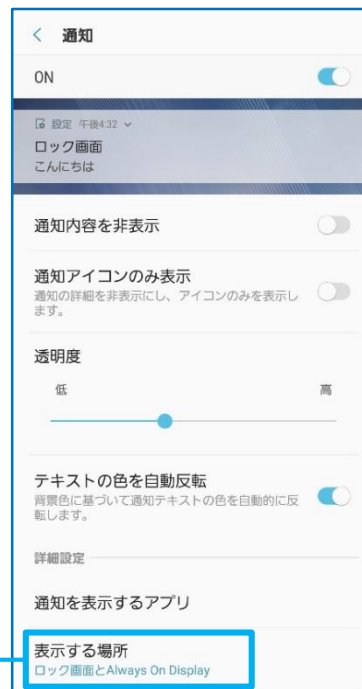 通知
ON
設定 午後4:32
ロック画面
こんにちは
通知内容を非表示
通知アイコンのみ表示
通知の詳細を非表示にし、アイコンのみを表示し
ます。
透明度
低 高
テキストの色を自動反転
背景色に基づいて通知テキストの色を自動的に反
転します。
詳細設定
通知を表示するアプリ
表示する場所
ロック画面とAlways On Display